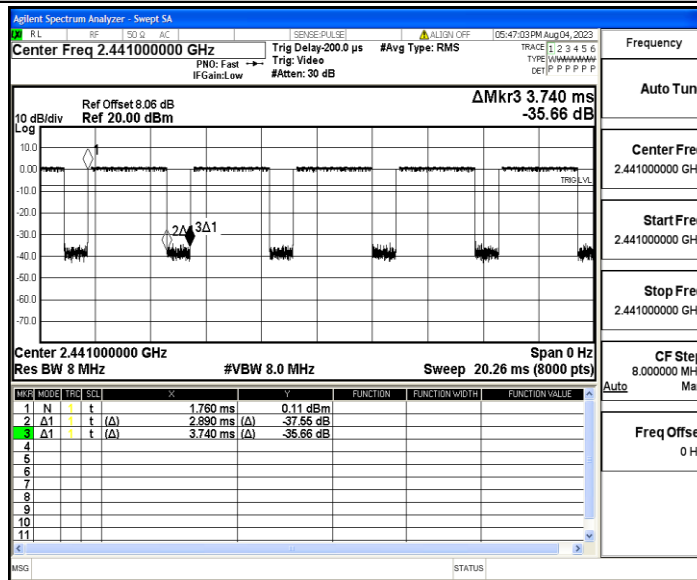 Agilent Spectrum Analyzer - Swept SA
RL RF 50 Ω AC SENSE:PULSE ALIGN OFF 05:47:03 PM Aug 04, 2023
Center Freq 2.441000000 GHz
PNO: Fast
IFGain:Low
Trig Delay-200.0 µs
Trig: Video
#Atten: 30 dB
#Avg Type: RMS
TRACE 1 2 3 4 5 6
TYPE
DET P P P P P P
Ref Offset 8.06 dB
10 dB/div Ref 20.00 dBm
Log
ΔMkr3 3.740 ms
-35.66 dB
10.0
0.00
-10.0
-20.0
-30.0
-40.0
-50.0
-60.0
-70.0
1
2Δ1
3Δ1
TRIG LVL
Center 2.441000000 GHz Span 0 Hz
Res BW 8 MHz #VBW 8.0 MHz Sweep 20.26 ms (8000 pts)
MKR MODE TRC SCL X Y FUNCTION FUNCTION WIDTH FUNCTION VALUE
1 N t 1.760 ms 0.11 dBm
2 Δ1 t (Δ) 2.890 ms (Δ) -37.55 dB
3 Δ1 t (Δ) 3.740 ms (Δ) -35.66 dB
4
5
6
7
8
9
10
11
MSG STATUS
Frequency
Auto Tun
Center Fre
2.441000000 GH
Start Fre
2.441000000 GH
Stop Fre
2.441000000 GH
CF Ste
8.000000 MH
Auto Ma
Freq Offse
0 H